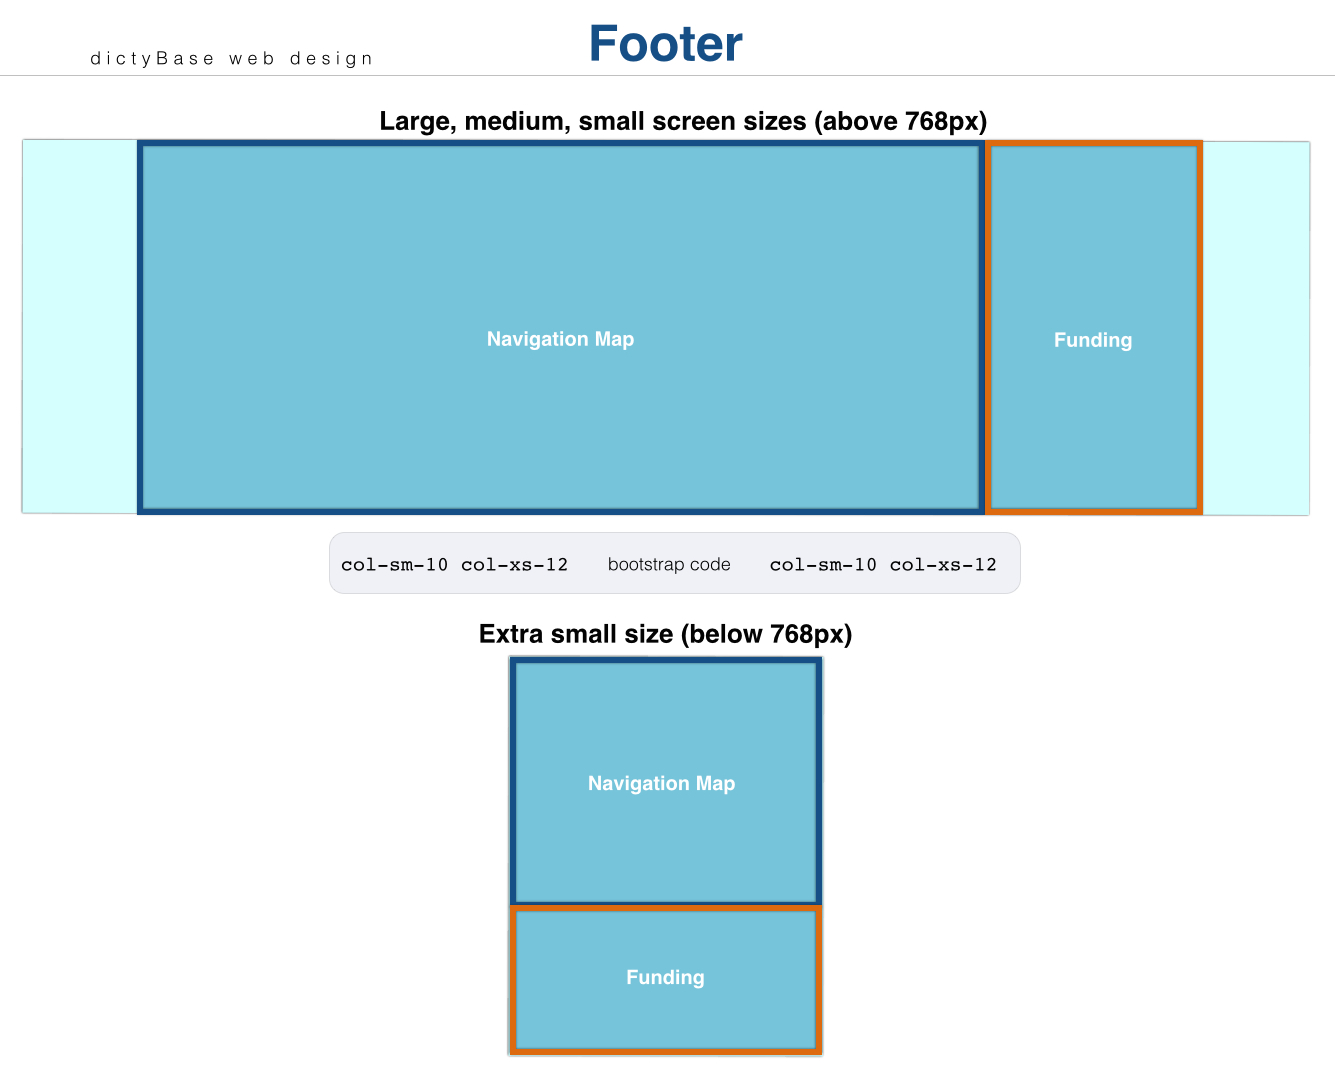 Footer
dictyBase web design
Large, medium, small screen sizes (above 768px)
Navigation Map
Funding
col-sm-10 col-xs-12 bootstrap code col-sm-10 col-xs-12
Extra small size (below 768px)
Navigation Map
Funding